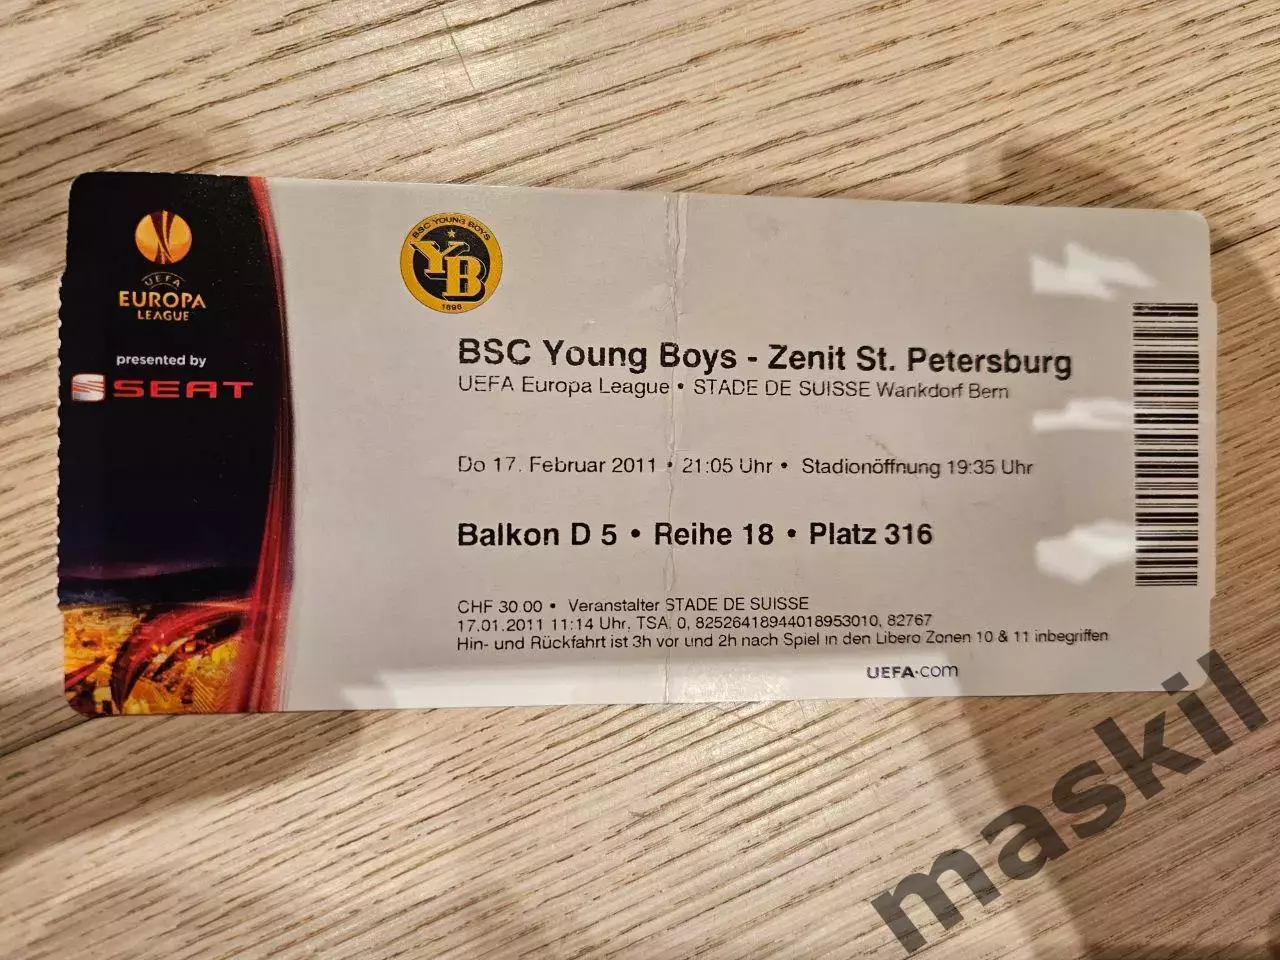 UEFA
EUROPA
LEAGUE
presented by
SEAT
BSC YOUNG BOYS
YB
1898
BSC Young Boys - Zenit St. Petersburg
UEFA Europa League • STADE DE SUISSE Wankdorf Bern
Do 17. Februar 2011 • 21:05 Uhr • Stadionöffnung 19:35 Uhr
Balkon D 5 • Reihe 18 • Platz 316
CHF 30.00 • Veranstalter STADE DE SUISSE
17.01.2011 11:14 Uhr, TSA, 0, 82526418944018953010, 82767
Hin- und Rückfahrt ist 3h vor und 2h nach Spiel in den Libero Zonen 10 & 11 inbegriffen
UEFA.com
maskil